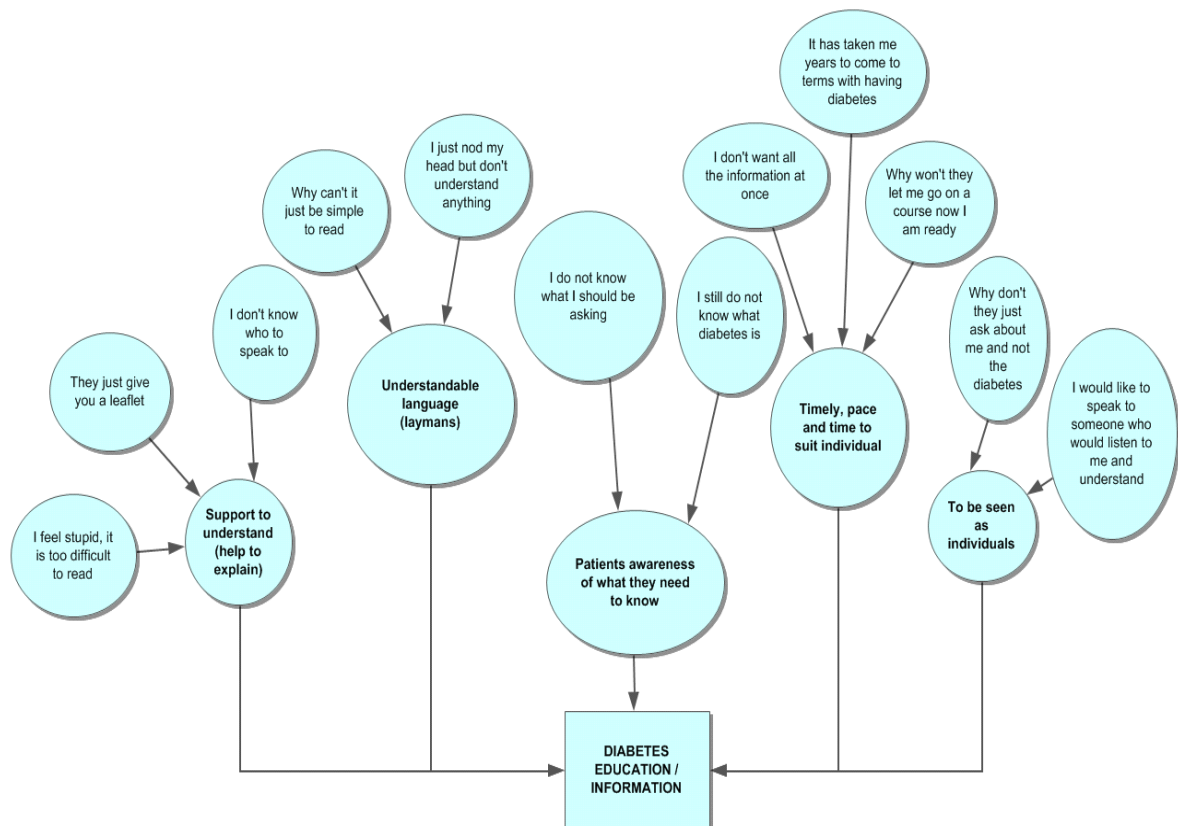 It has taken me
years to come to
terms with having
diabetes
I just nod my
head but don't
understand
anything
I don't want all
the information at
once
Why can't it
just be simple
to read
Why won't they
let me go on a
course now I
am ready
I do not know
what I should be
asking
I still do not
know what
diabetes is
I don't know
who to
speak to
Why don't
they just
ask about
me and not
the
diabetes
They just give
you a leaflet
Understandable
language
(laymans)
Timely, pace
and time to
suit individual
I would like to
speak to
someone who
would listen to
me and
understand
I feel stupid, it
is too difficult
to read
Support to
understand
(help to
explain)
To be seen
as
individuals
Patients awareness
of what they need
to know
DIABETES
EDUCATION /
INFORMATION